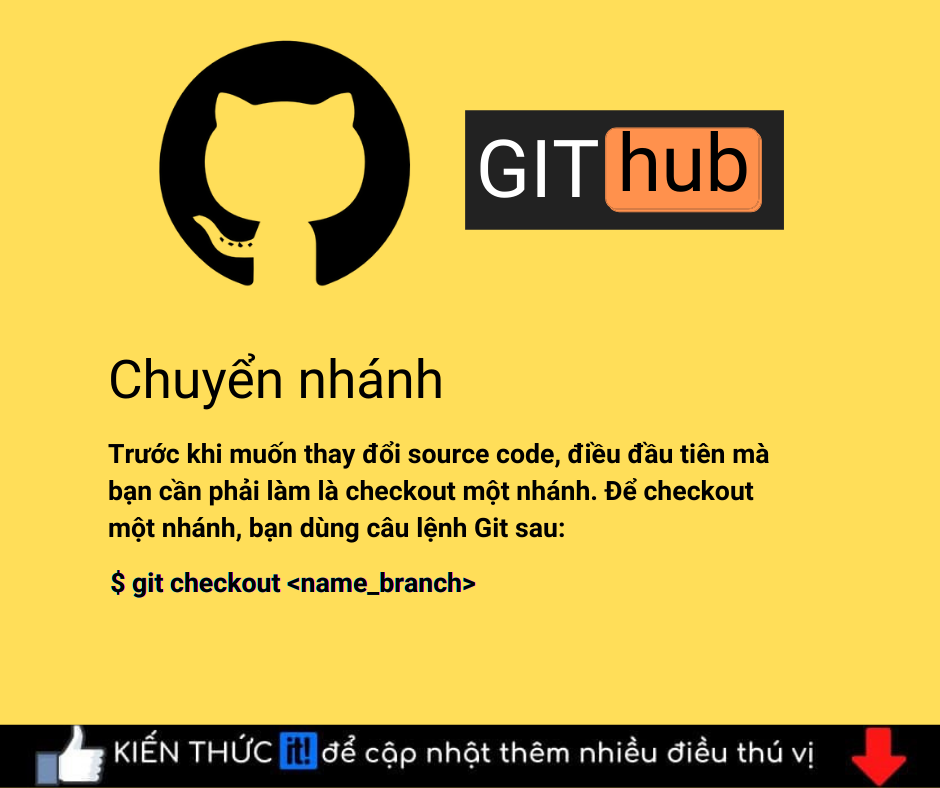 GIT hub
Chuyển nhánh
Trước khi muốn thay đổi source code, điều đầu tiên mà
bạn cần phải làm là checkout một nhánh. Để checkout
một nhánh, bạn dùng câu lệnh Git sau:
$ git checkout <name_branch>
KIẾN THỨC it! để cập nhật thêm nhiều điều thú vị